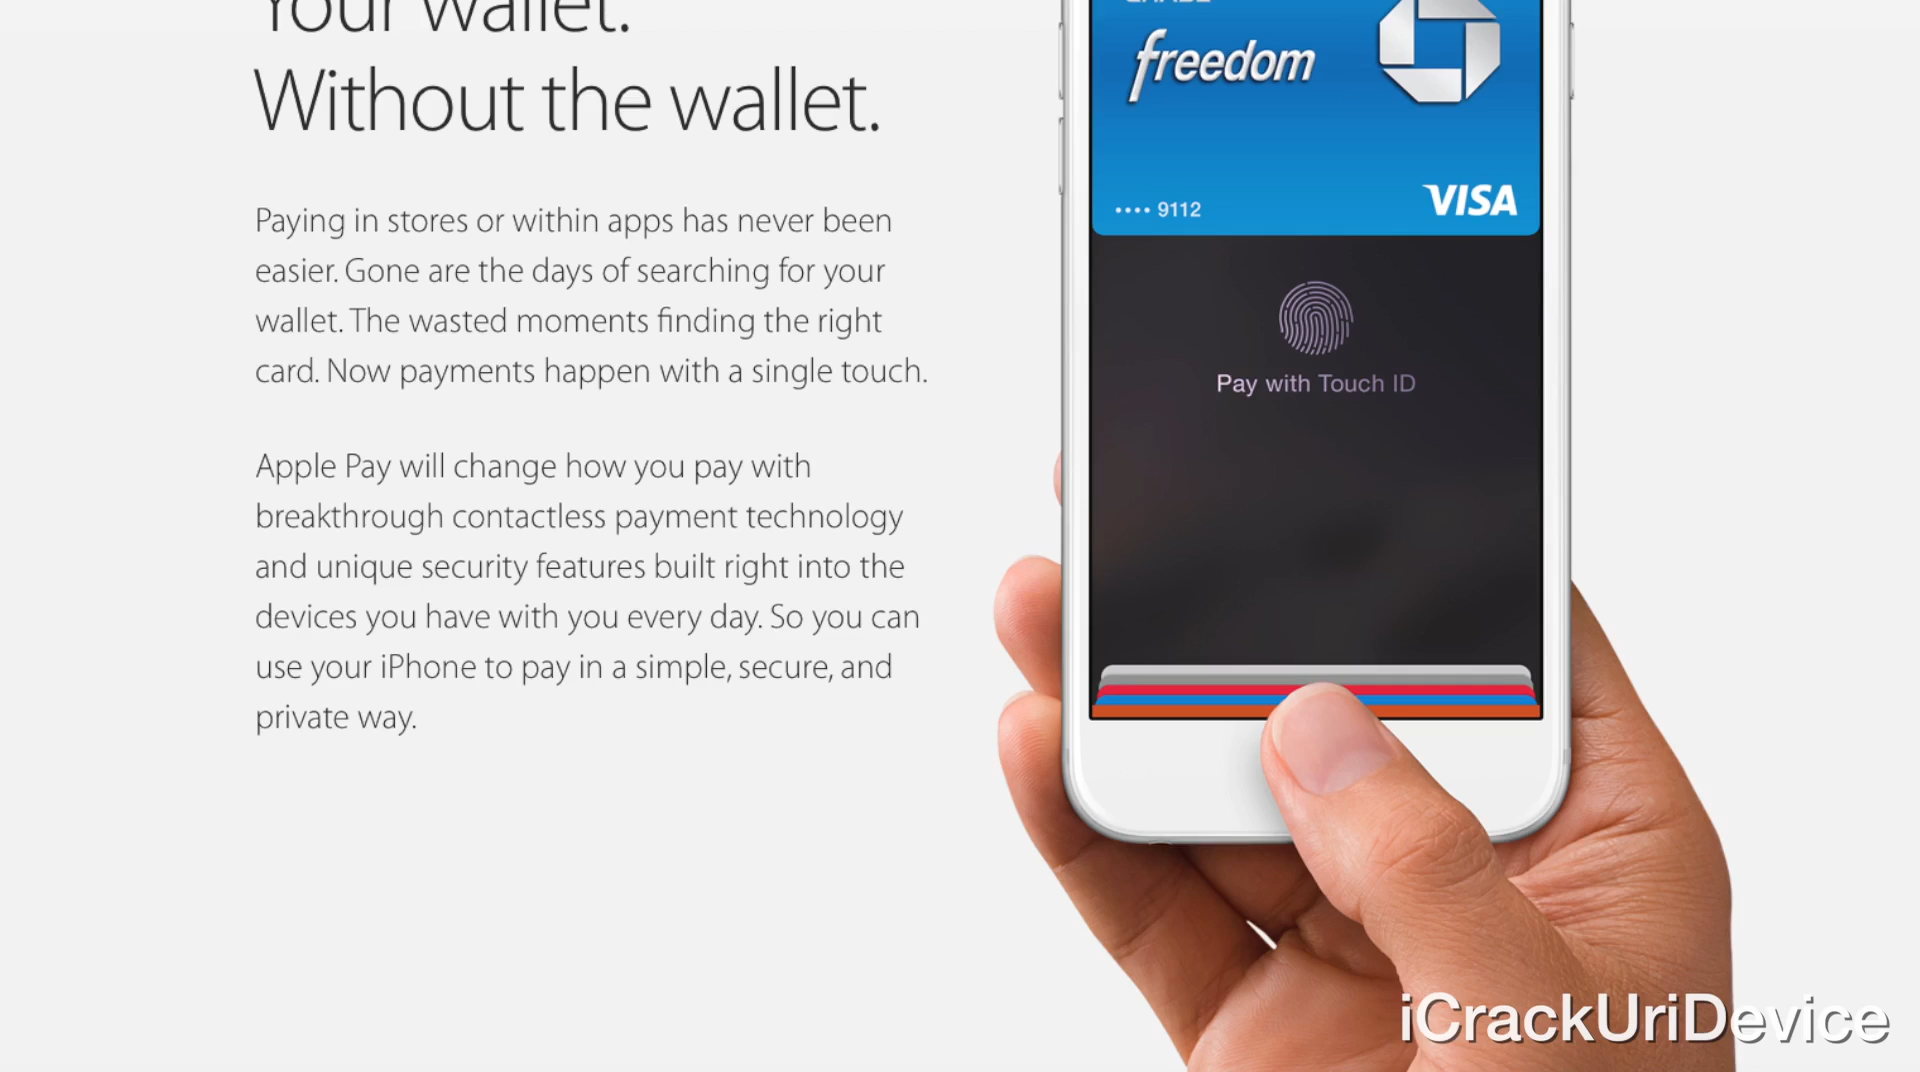 Your wallet.
Without the wallet.
Paying in stores or within apps has never been
easier. Gone are the days of searching for your
wallet. The wasted moments finding the right
card. Now payments happen with a single touch.
Apple Pay will change how you pay with
breakthrough contactless payment technology
and unique security features built right into the
devices you have with you every day. So you can
use your iPhone to pay in a simple, secure, and
private way.
CHASE
freedom
•••• 9112
VISA
Pay with Touch ID
iCrackUriDevice